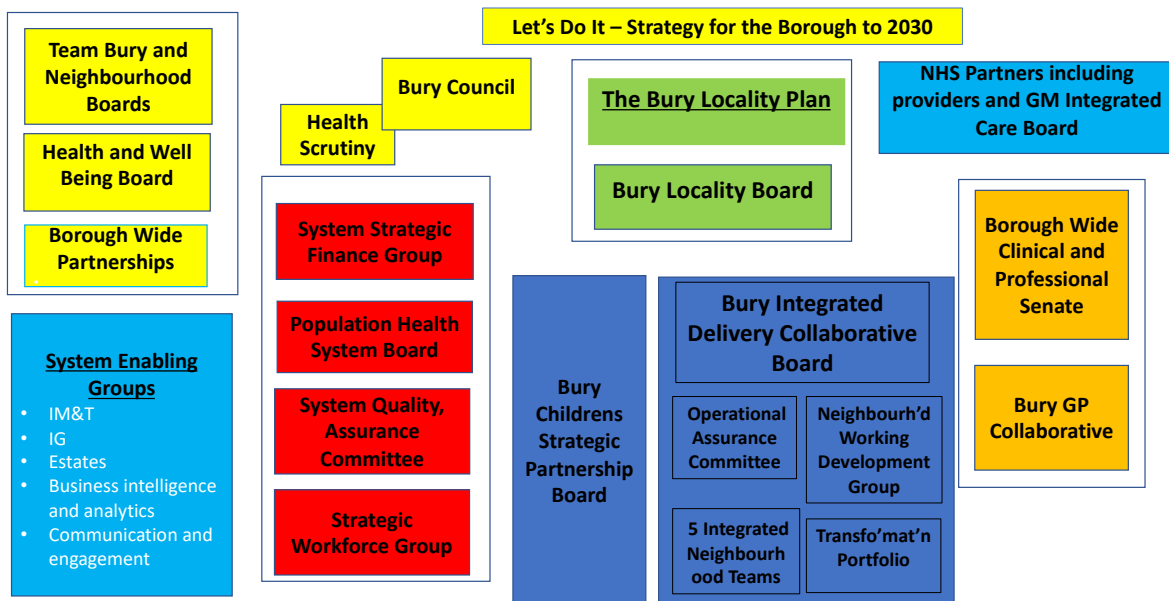 Let's Do It – Strategy for the Borough to 2030
Team Bury and
Neighbourhood
Boards
Health and Well
Being Board
Borough Wide
Partnerships
Bury Council
Health
Scrutiny
The Bury Locality Plan
Bury Locality Board
NHS Partners including
providers and GM Integrated
Care Board
System Strategic
Finance Group
Population Health
System Board
System Quality,
Assurance
Committee
Strategic
Workforce Group
System Enabling
Groups
• IM&T
• IG
• Estates
• Business intelligence
and analytics
• Communication and
engagement
Bury
Childrens
Strategic
Partnership
Board
Bury Integrated
Delivery Collaborative
Board
Operational
Assurance
Committee
Neighbourh'd
Working
Development
Group
5 Integrated
Neighbourh
ood Teams
Transfo'mat'n
Portfolio
Borough Wide
Clinical and
Professional
Senate
Bury GP
Collaborative